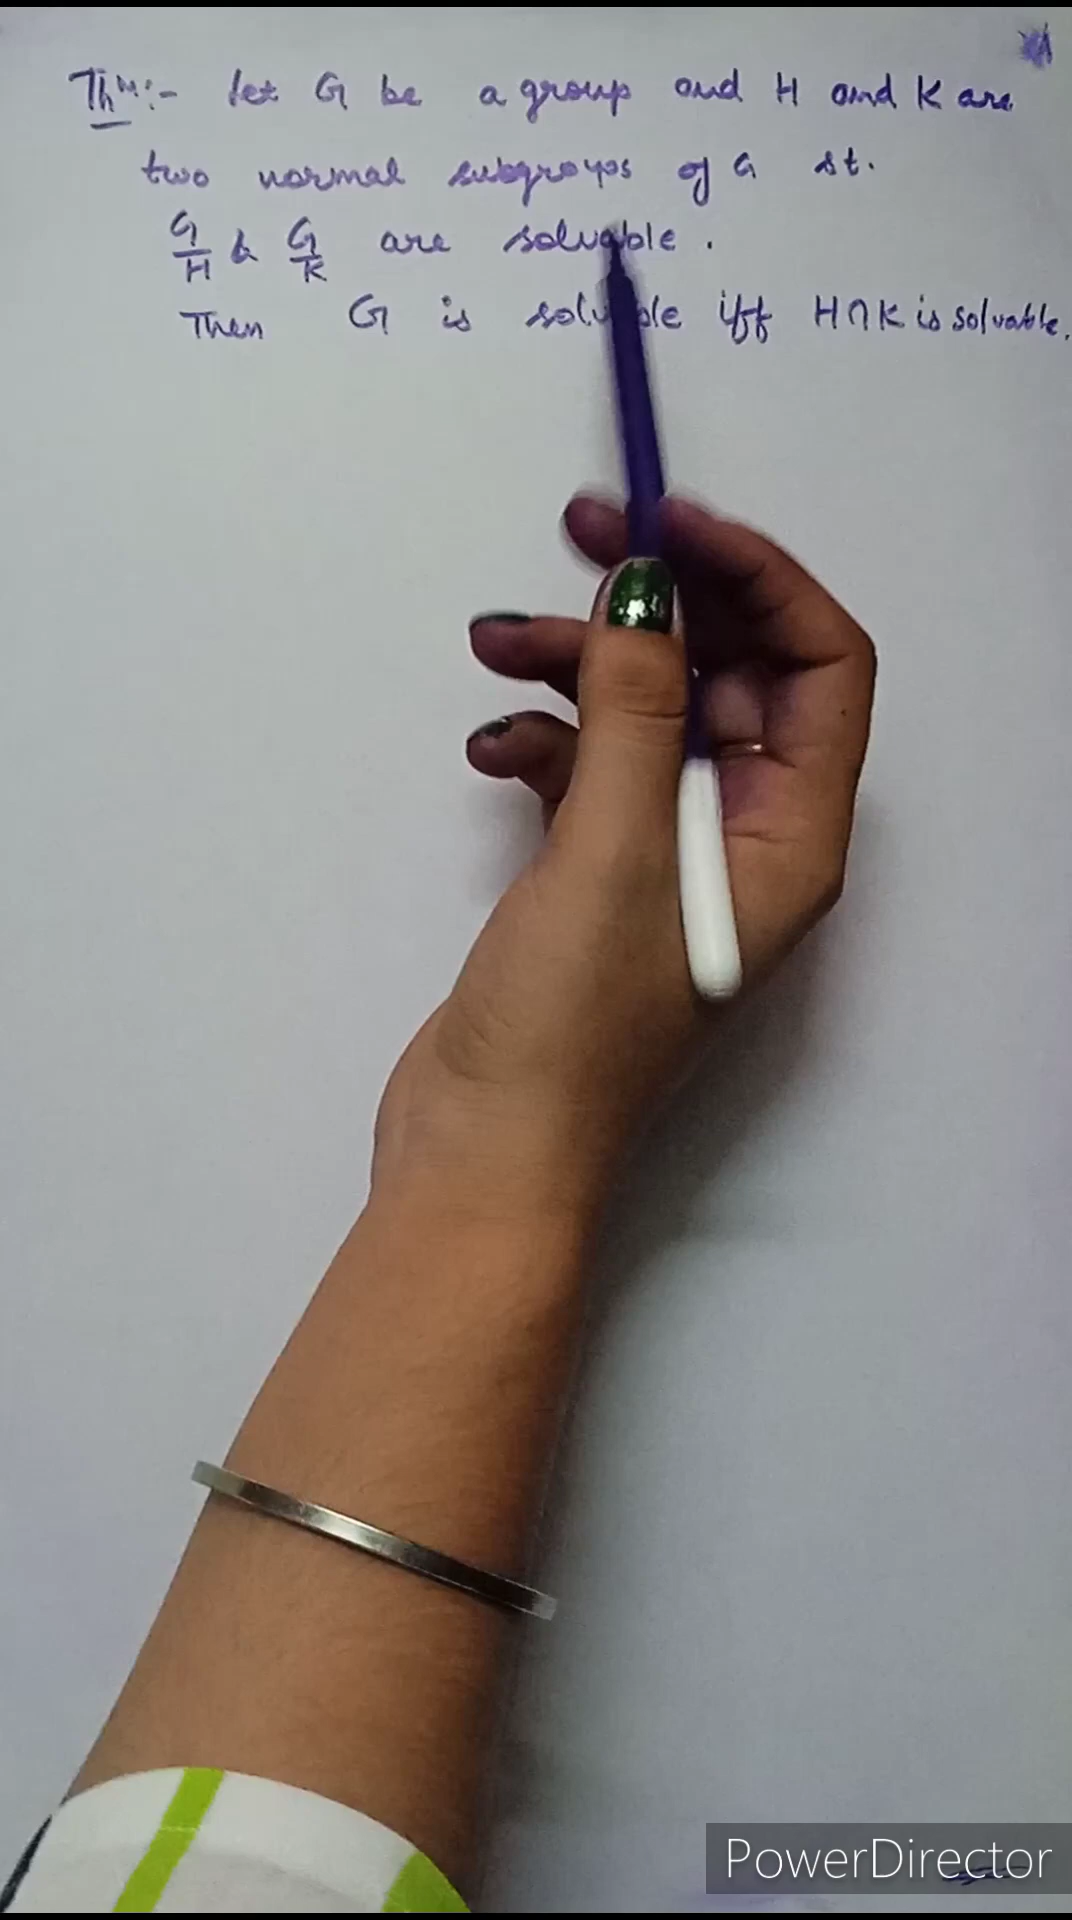 Thm:- let G be a group and H and K are
two normal subgroups of G st.
G/H & G/K are solvable.
Then G is solvable iff H∩K is solvable.
PowerDirector